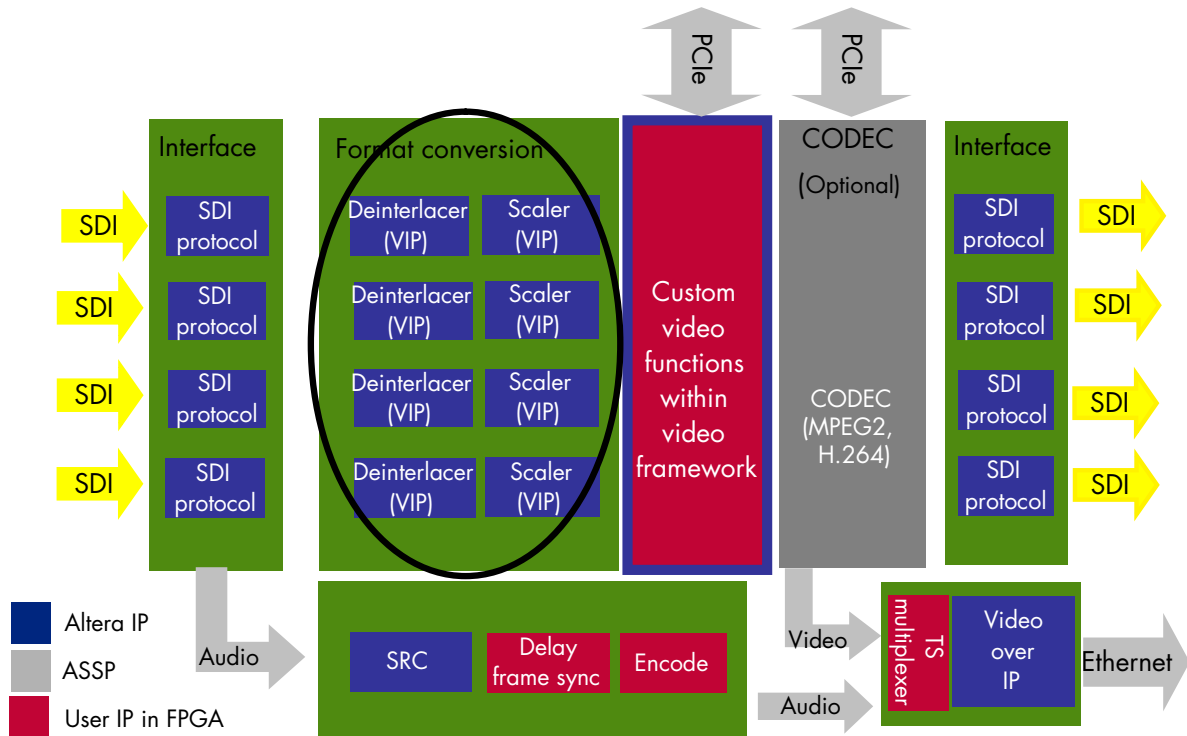 PCIe
PCIe
Interface
Format conversion
CODEC
(Optional)
Interface
SDI
SDI
SDI
SDI
SDI
protocol
SDI
protocol
SDI
protocol
SDI
protocol
Deinterlacer
(VIP)
Scaler
(VIP)
Deinterlacer
(VIP)
Scaler
(VIP)
Deinterlacer
(VIP)
Scaler
(VIP)
Deinterlacer
(VIP)
Scaler
(VIP)
Custom
video
functions
within
video
framework
CODEC
(MPEG2,
H.264)
SDI
protocol
SDI
protocol
SDI
protocol
SDI
protocol
SDI
SDI
SDI
SDI
Altera IP
ASSP
User IP in FPGA
Audio
SRC
Delay
frame sync
Encode
Video
Audio
TS
multiplexer
Video
over
IP
Ethernet